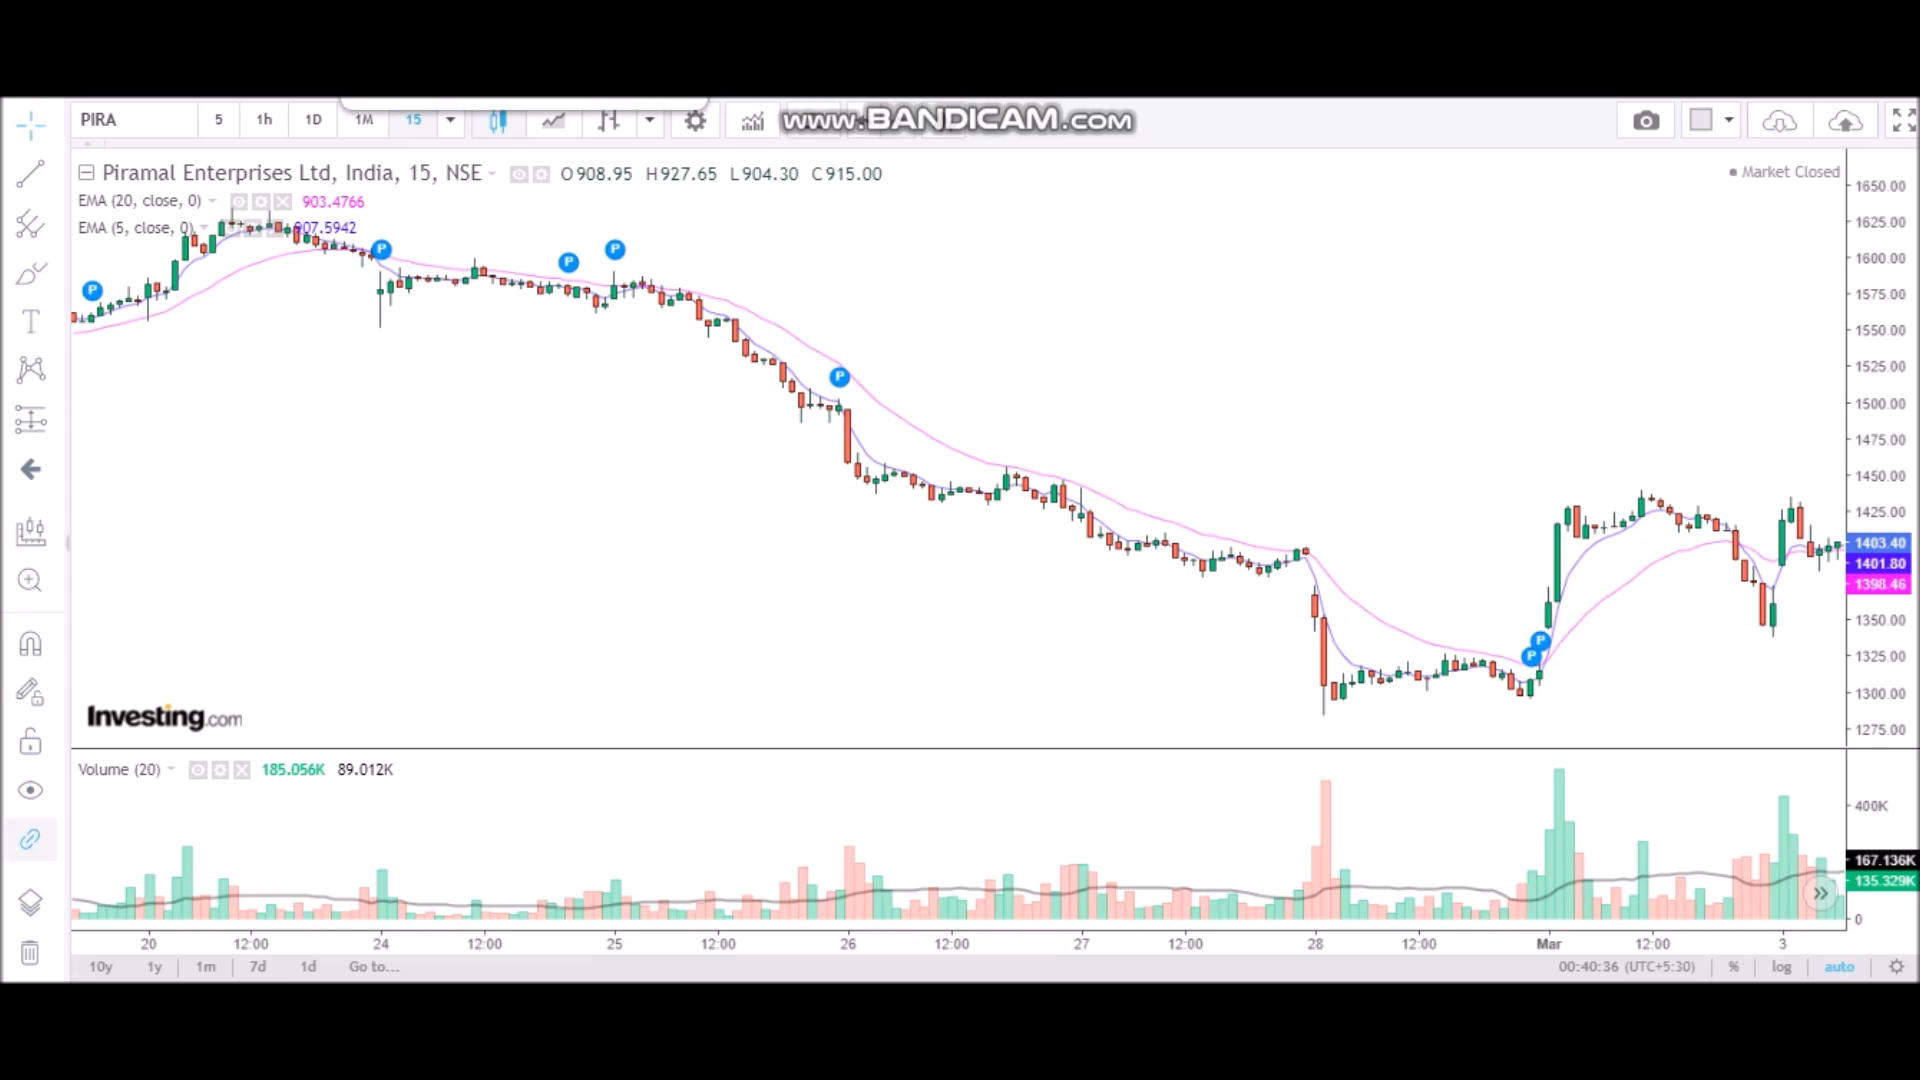 www.BANDICAM.com
PIRA 5 1h 1D 1M 15
Piramal Enterprises Ltd, India, 15, NSE O908.95 H927.65 L904.30 C915.00
Market Closed
EMA (20, close, 0) 903.4766
EMA (5, close, 0) 907.5942
P
P
P
P
P
P
P
1650.00
1625.00
1600.00
1575.00
1550.00
1525.00
1500.00
1475.00
1450.00
1425.00
1403.40
1401.80
1398.46
1350.00
1325.00
1300.00
1275.00
Investing.com
Volume (20) 185.056K 89.012K
400K
167.136K
135.329K
0
20 12:00 24 12:00 25 12:00 26 12:00 27 12:00 28 12:00 Mar 12:00 3
10y 1y 1m 7d 1d Go to... 00:40:36 (UTC+5:30) % log auto